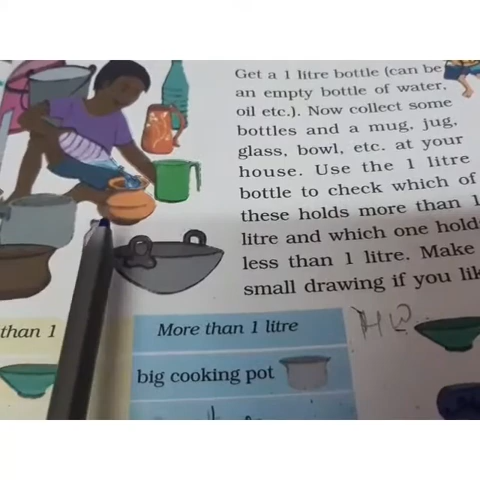 Get a 1 litre bottle (can be
an empty bottle of water,
oil etc.). Now collect some
bottles and a mug, jug,
glass, bowl, etc. at your
house. Use the 1 litre
bottle to check which of
these holds more than 1
litre and which one hold
less than 1 litre. Make
small drawing if you lik
than 1
More than 1 litre
HW
big cooking pot